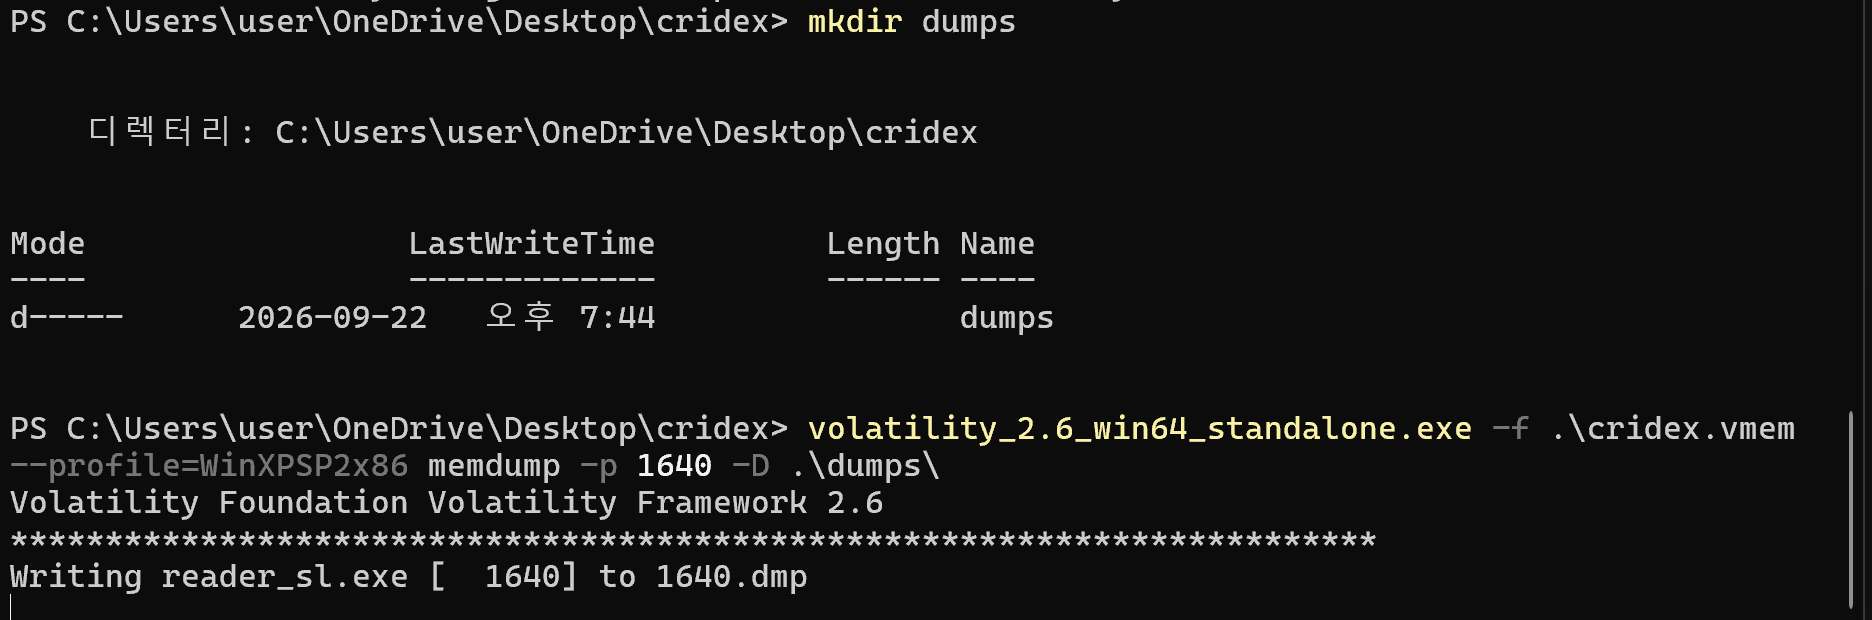 PS C:\Users\user\OneDrive\Desktop\cridex> mkdir dumps
디렉터리: C:\Users\user\OneDrive\Desktop\cridex
Mode                 LastWriteTime         Length Name
----                 -------------         ------ ----
d-----      2026-09-22   오후 7:44                dumps
PS C:\Users\user\OneDrive\Desktop\cridex> volatility_2.6_win64_standalone.exe -f .\cridex.vmem
--profile=WinXPSP2x86 memdump -p 1640 -D .\dumps\
Volatility Foundation Volatility Framework 2.6
************************************************************************
Writing reader_sl.exe [  1640] to 1640.dmp